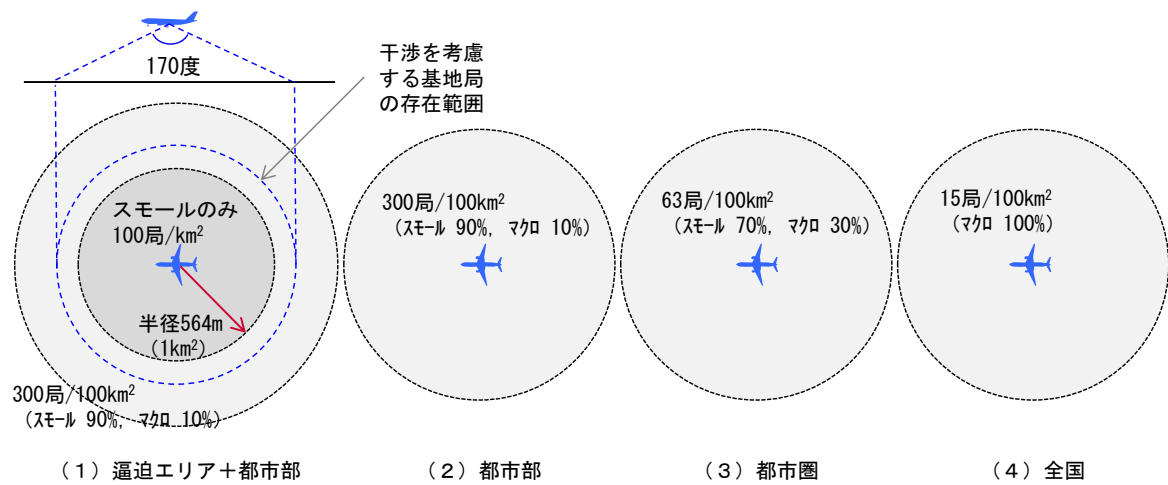 170度
干渉を考慮
する基地局
の存在範囲
スモールのみ
100局/km²
半径564m
(1km²)
300局/100km²
(ｽﾓｰﾙ 90%, ﾏｸﾛ 10%)
(1)逼迫エリア+都市部
300局/100km²
(ｽﾓｰﾙ 90%, ﾏｸﾛ 10%)
(2)都市部
63局/100km²
(ｽﾓｰﾙ 70%, ﾏｸﾛ 30%)
(3)都市圏
15局/100km²
(ﾏｸﾛ 100%)
(4)全国